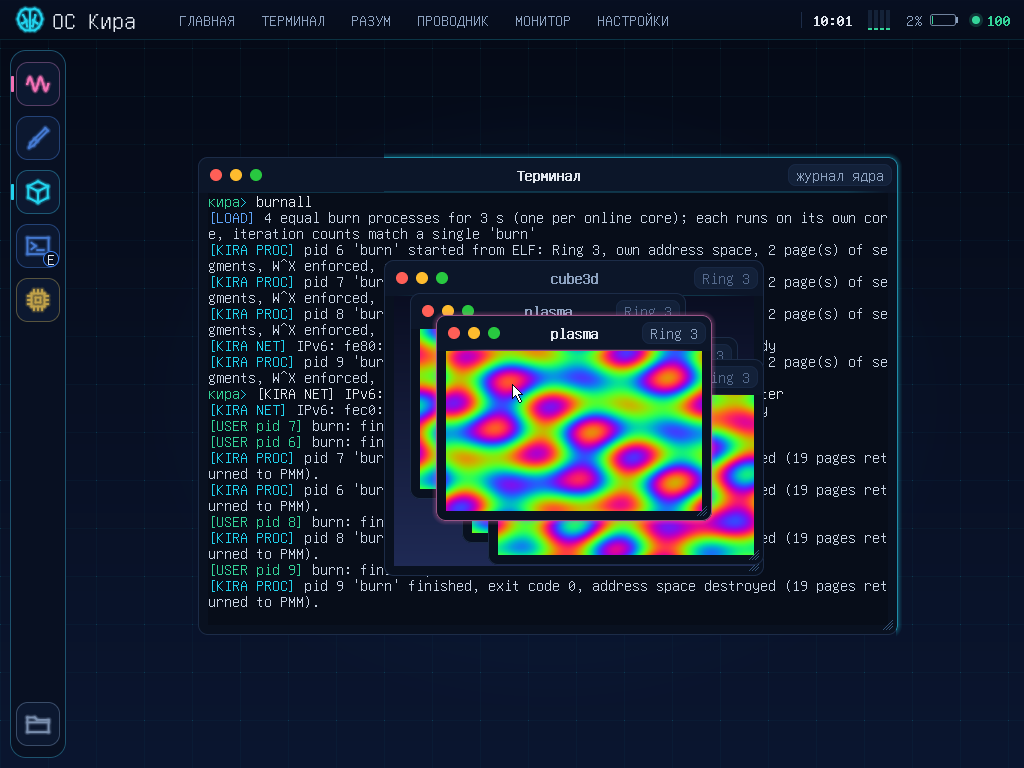 ОС Кира ГЛАВНАЯ ТЕРМИНАЛ РАЗУМ ПРОВОДНИК МОНИТОР НАСТРОЙКИ 10:01 2% 100
E
Терминал журнал ядра
кира> burnall
[LOAD] 4 equal burn processes for 3 s (one per online core); each runs on its own cor
e, iteration counts match a single 'burn'
[KIRA PROC] pid 6 'burn' started from ELF: Ring 3, own address space, 2 page(s) of se
gments, W^X enforced,
[KIRA PROC] pid 7 'bur 2 page(s) of se
gments, W^X enforced,
[KIRA PROC] pid 8 'bur 2 page(s) of se
gments, W^X enforced,
[KIRA NET] IPv6: fe80: dy
[KIRA PROC] pid 9 'bur 2 page(s) of se
gments, W^X enforced,
кира> [KIRA NET] IPv6: ter
[KIRA NET] IPv6: fec0: y
[USER pid 7] burn: fin
[USER pid 6] burn: fin
[KIRA PROC] pid 7 'bur ed (19 pages ret
urned to PMM).
[KIRA PROC] pid 6 'bur ed (19 pages ret
urned to PMM).
[USER pid 8] burn: fin
[KIRA PROC] pid 8 'bur ed (19 pages ret
urned to PMM).
[USER pid 9] burn: fin
[KIRA PROC] pid 9 'burn' finished, exit code 0, address space destroyed (19 pages ret
urned to PMM).
cube3d Ring 3
plasma Ring 3
plasma Ring 3
3
ing 3